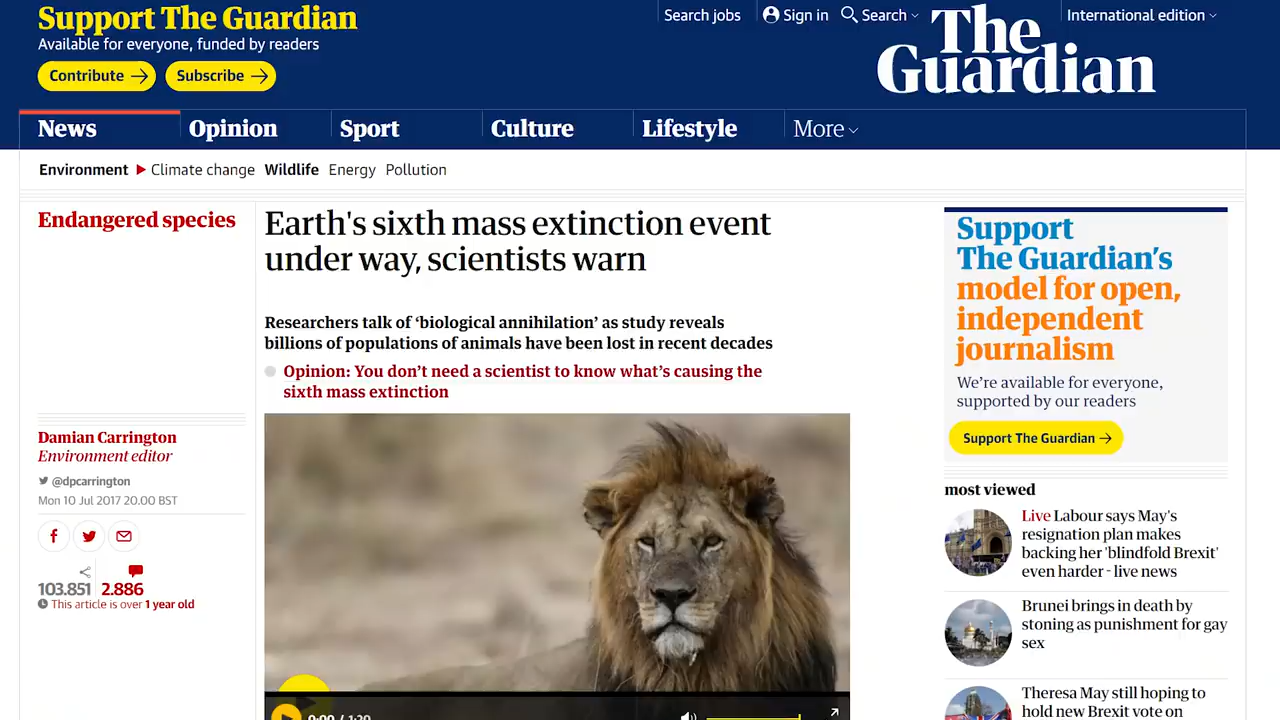 Support The Guardian
Available for everyone, funded by readers
Contribute →
Subscribe →
Search jobs
Sign in
Search
International edition
The
Guardian
News
Opinion
Sport
Culture
Lifestyle
More
Environment
Climate change
Wildlife
Energy
Pollution
Endangered species
Earth's sixth mass extinction event
under way, scientists warn
Researchers talk of ‘biological annihilation’ as study reveals
billions of populations of animals have been lost in recent decades
Opinion: You don’t need a scientist to know what’s causing the
sixth mass extinction
Damian Carrington
Environment editor
@dpcarrington
Mon 10 Jul 2017 20.00 BST
103.851
2.886
This article is over 1 year old
0:00 / 1:20
Support
The Guardian’s
model for open,
independent
journalism
We’re available for everyone,
supported by our readers
Support The Guardian →
most viewed
Live Labour says May's
resignation plan makes
backing her 'blindfold Brexit'
even harder - live news
Brunei brings in death by
stoning as punishment for gay
sex
Theresa May still hoping to
hold new Brexit vote on